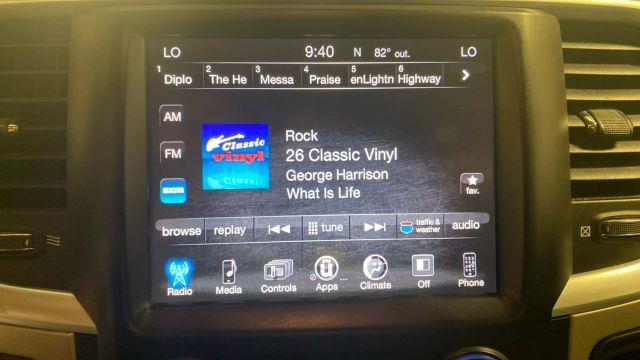 LO 9:40 N 82° out. LO
1 Diplo 2 The He 3 Messa 4 Praise 5 enLightn 6 Highway
AM
FM
sxm
Classic
vinyl
Rock
26 Classic Vinyl
George Harrison
What Is Life
fav.
browse replay tune traffic & weather audio
Radio Media Controls Apps Climate Off Phone